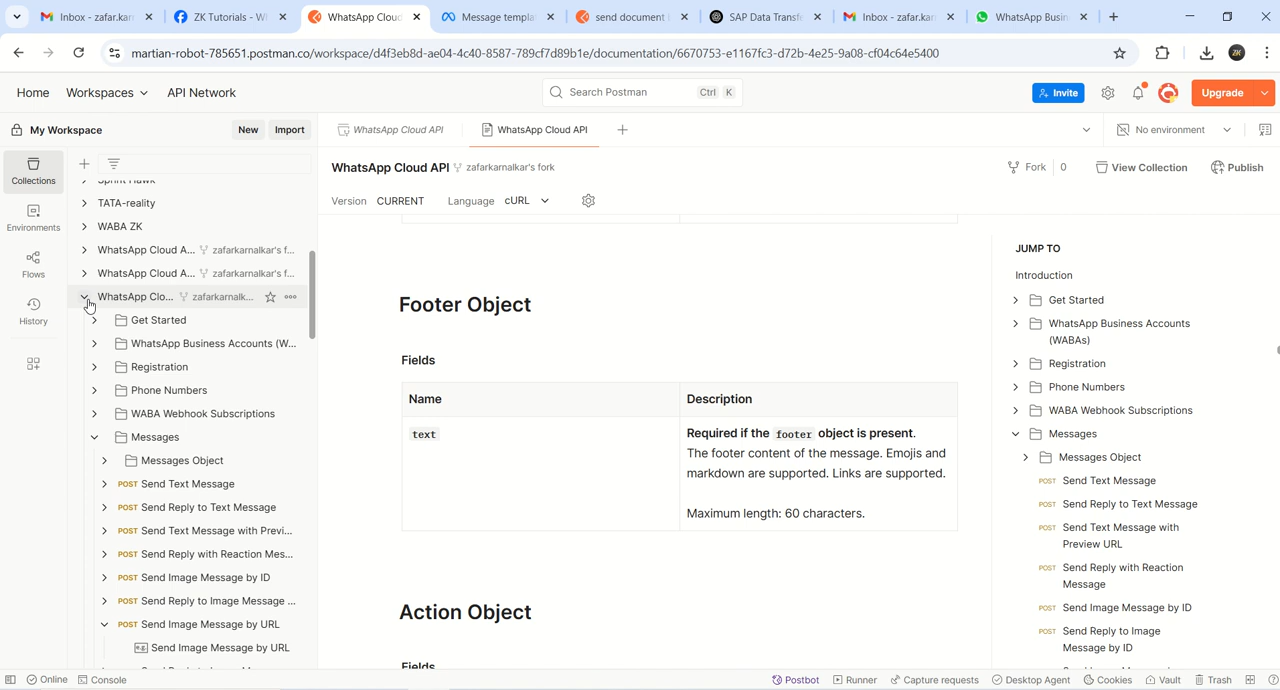 Inbox - zafar.kar
ZK Tutorials - W
WhatsApp Cloud
Message templa
send document
SAP Data Transfe
Inbox - zafar.kar
WhatsApp Busin
martian-robot-785651.postman.co/workspace/d4f3eb8d-ae04-4c40-8587-789cf7d89b1e/documentation/6670753-e1167fc3-d72b-4e25-9a08-cf04c64e5400
Home
Workspaces
API Network
Search Postman
Ctrl
K
Invite
Upgrade
My Workspace
New
Import
WhatsApp Cloud API
WhatsApp Cloud API
No environment
Collections
Environments
Flows
History
Sprint Hawk
TATA-reality
WABA ZK
WhatsApp Cloud A... zafarkarnalkar's f...
WhatsApp Cloud A... zafarkarnalkar's f...
WhatsApp Clo... zafarkarnalk...
Get Started
WhatsApp Business Accounts (W...
Registration
Phone Numbers
WABA Webhook Subscriptions
Messages
Messages Object
POST Send Text Message
POST Send Reply to Text Message
POST Send Text Message with Previ...
POST Send Reply with Reaction Mes...
POST Send Image Message by ID
POST Send Reply to Image Message ...
POST Send Image Message by URL
Send Image Message by URL
WhatsApp Cloud API zafarkarnalkar's fork
Fork 0
View Collection
Publish
Version CURRENT Language cURL
Footer Object
Fields
Name Description
text
Required if the footer object is present.
The footer content of the message. Emojis and
markdown are supported. Links are supported.
Maximum length: 60 characters.
Action Object
Fields
JUMP TO
Introduction
Get Started
WhatsApp Business Accounts
(WABAs)
Registration
Phone Numbers
WABA Webhook Subscriptions
Messages
Messages Object
POST Send Text Message
POST Send Reply to Text Message
POST Send Text Message with
Preview URL
POST Send Reply with Reaction
Message
POST Send Image Message by ID
POST Send Reply to Image
Message by ID
Online
Console
Postbot
Runner
Capture requests
Desktop Agent
Cookies
Vault
Trash